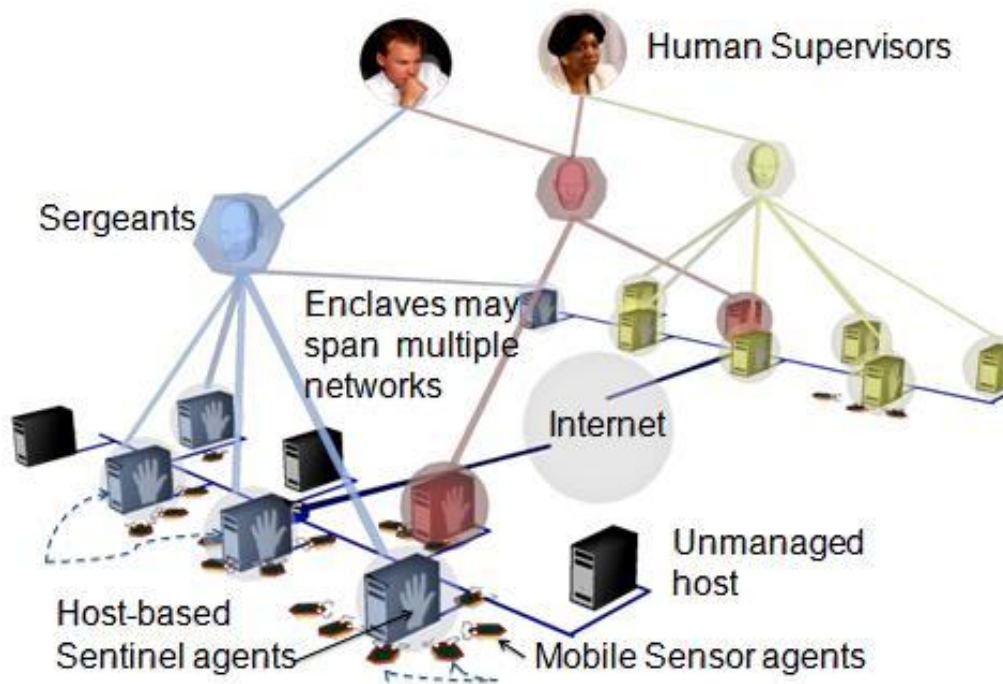 Human Supervisors
Sergeants
Enclaves may
span multiple
networks
Internet
Unmanaged
host
Host-based
Sentinel agents
Mobile Sensor agents